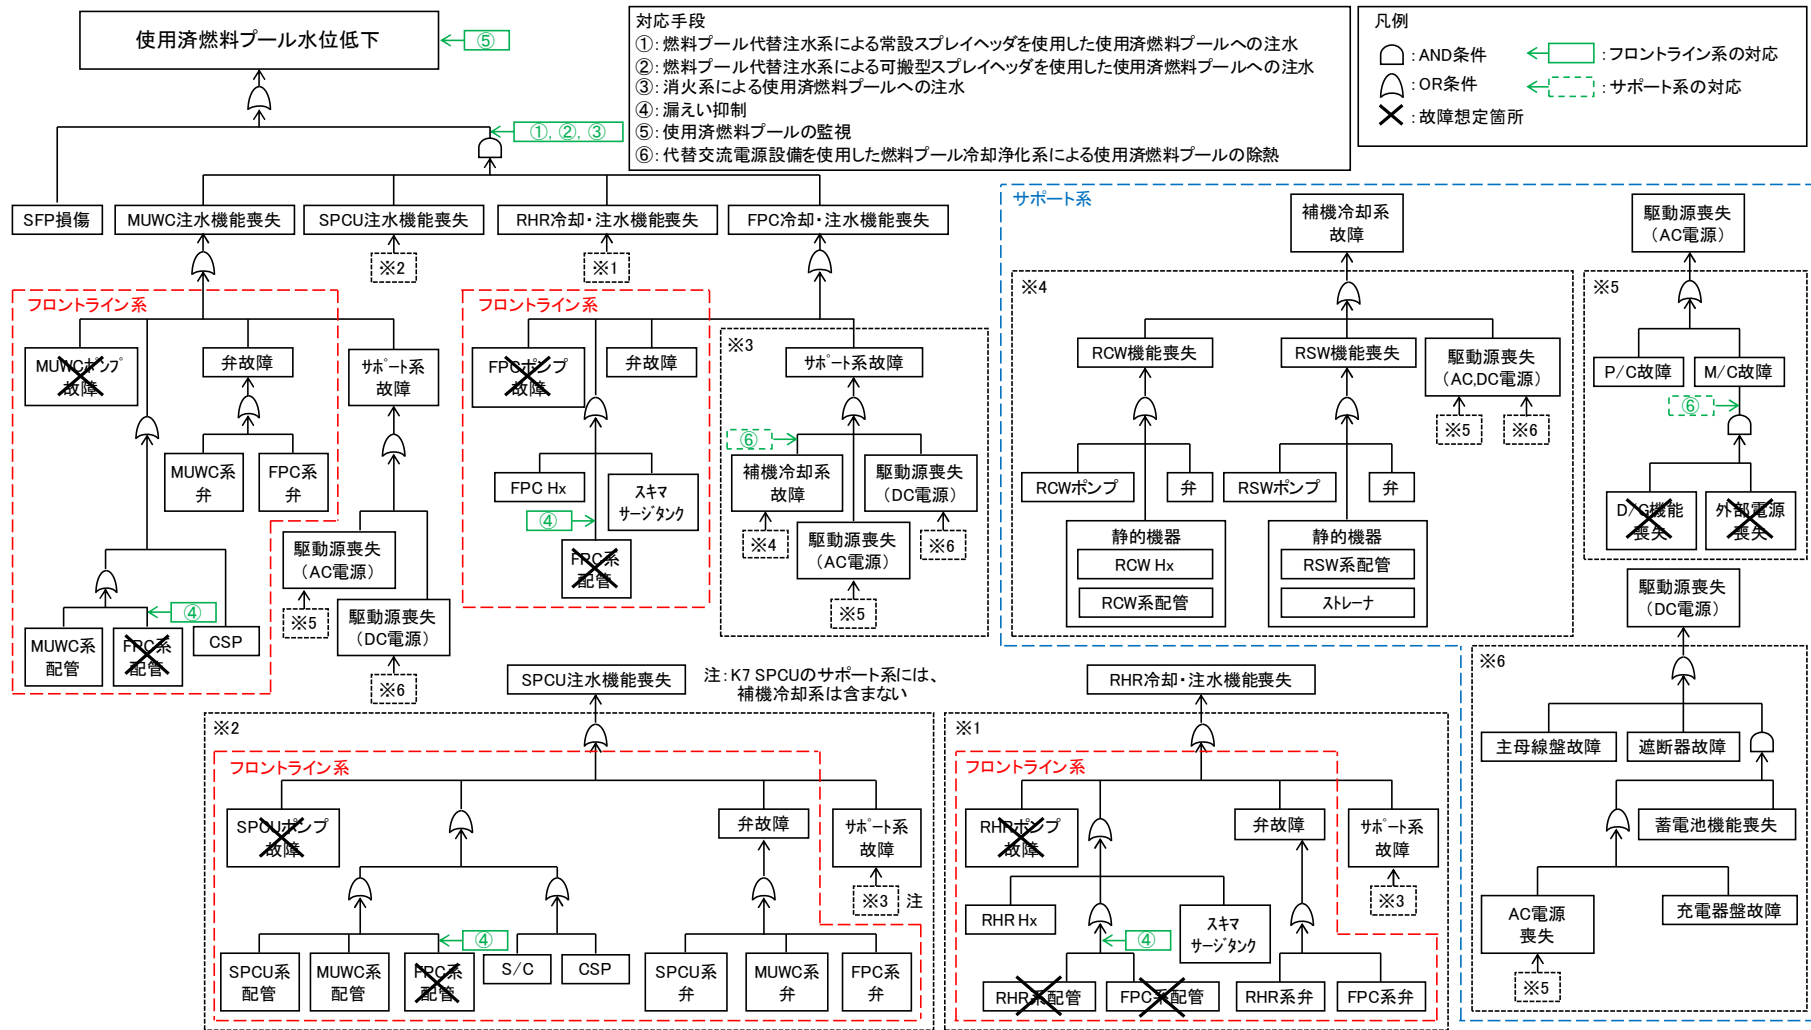 使用済燃料プール水位低下
⑤
対応手段
①：燃料プール代替注水系による常設スプレイヘッダを使用した使用済燃料プールへの注水
②：燃料プール代替注水系による可搬型スプレイヘッダを使用した使用済燃料プールへの注水
③：消火系による使用済燃料プールへの注水
④：漏えい抑制
⑤：使用済燃料プールの監視
⑥：代替交流電源設備を使用した燃料プール冷却浄化系による使用済燃料プールの除熱
凡例
：AND条件
：OR条件
：故障想定箇所
：フロントライン系の対応
：サポート系の対応
①，②，③
SFP損傷
MUWC注水機能喪失
SPCU注水機能喪失
RHR冷却・注水機能喪失
FPC冷却・注水機能喪失
※2
※1
フロントライン系
MUWCポンプ
故障
弁故障
サポート系
故障
MUWC系
弁
FPC系
弁
駆動源喪失
（AC電源）
※5
駆動源喪失
（DC電源）
※6
④
MUWC系
配管
FPC系
配管
CSP
フロントライン系
FPCポンプ
故障
弁故障
FPC Hx
スキマ
サージタンク
④
FPC系
配管
※3
サポート系故障
⑥
補機冷却系
故障
※4
駆動源喪失
（AC電源）
※5
駆動源喪失
（DC電源）
※6
サポート系
補機冷却系
故障
※4
RCW機能喪失
RSW機能喪失
駆動源喪失
（AC,DC電源）
※5
※6
RCWポンプ
弁
RSWポンプ
弁
静的機器
RCW Hx
RCW系配管
静的機器
RSW系配管
ストレーナ
駆動源喪失
（AC電源）
※5
P/C故障
M/C故障
⑥
D/G機能
喪失
外部電源
喪失
駆動源喪失
（DC電源）
※6
主母線盤故障
遮断器故障
蓄電池機能喪失
AC電源
喪失
充電器盤故障
※5
SPCU注水機能喪失
注：K7 SPCUのサポート系には、
補機冷却系は含まない
※2
フロントライン系
SPCUポンプ
故障
弁故障
サポート系
故障
※3
注
④
SPCU系
配管
MUWC系
配管
FPC系
配管
S/C
CSP
SPCU系
弁
MUWC系
弁
FPC系
弁
RHR冷却・注水機能喪失
※1
フロントライン系
RHRポンプ
故障
弁故障
サポート系
故障
※3
RHR Hx
スキマ
サージタンク
④
RHR系配管
FPC系配管
RHR系弁
FPC系弁